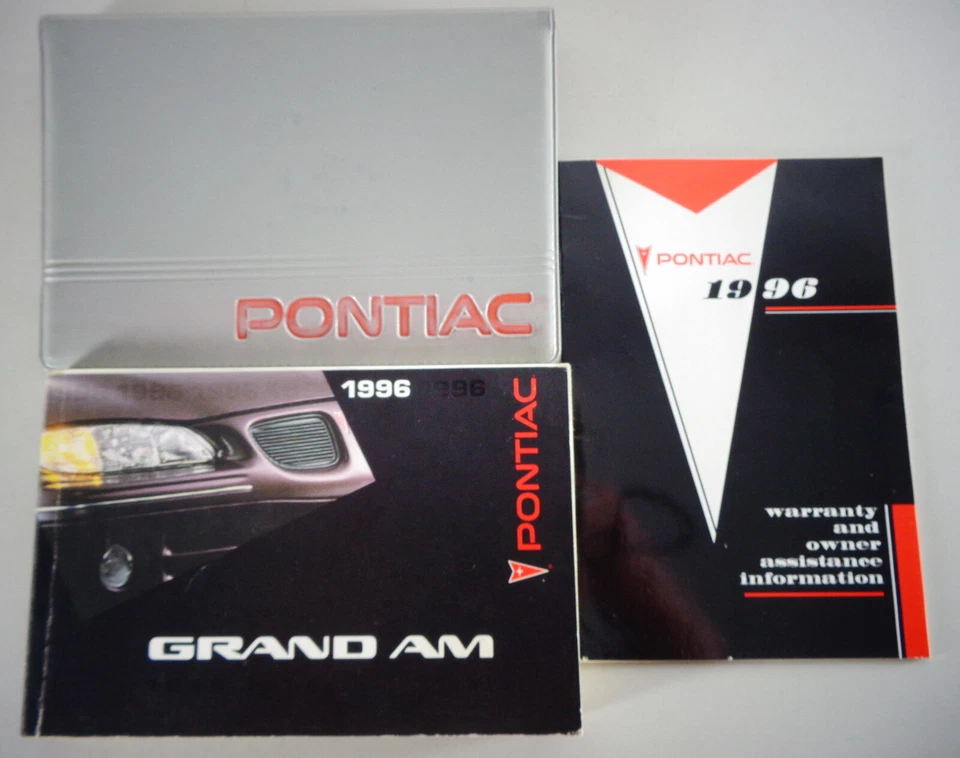 PONTIAC
1996
PONTIAC
GRAND AM
PONTIAC
1996
warranty
and
owner
assistance
information